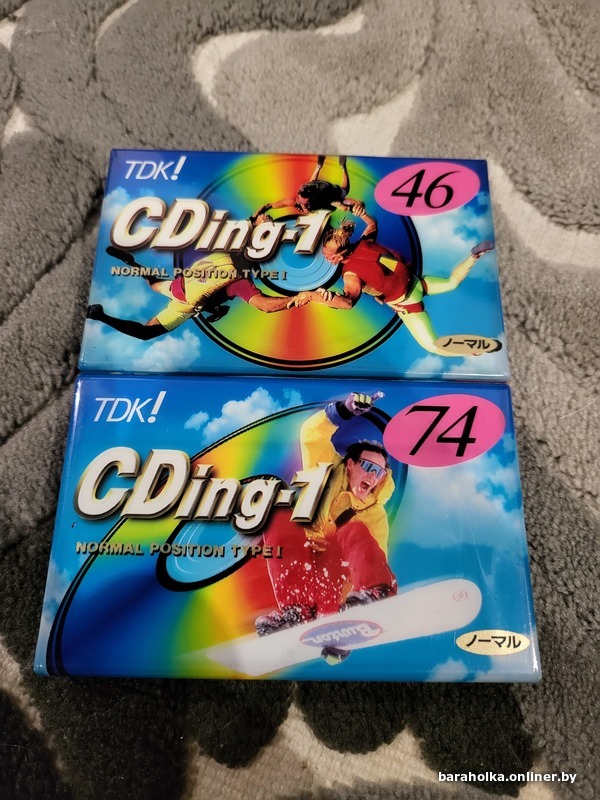 TDK!
46
CDing-1
NORMAL POSITION TYPE I
ノーマル
TDK!
74
CDing-1
NORMAL POSITION TYPE I
Burton
ノーマル
baraholka.onliner.by